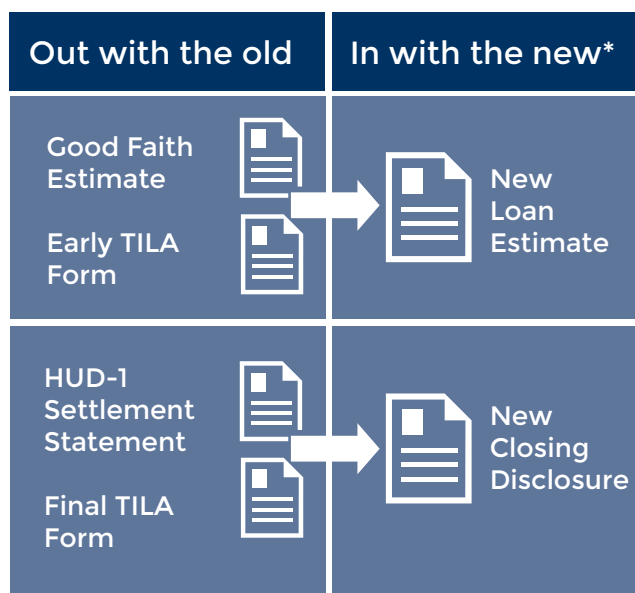 Out with the old
In with the new*
Good Faith
Estimate
Early TILA
Form
New
Loan
Estimate
HUD-1
Settlement
Statement
Final TILA
Form
New
Closing
Disclosure